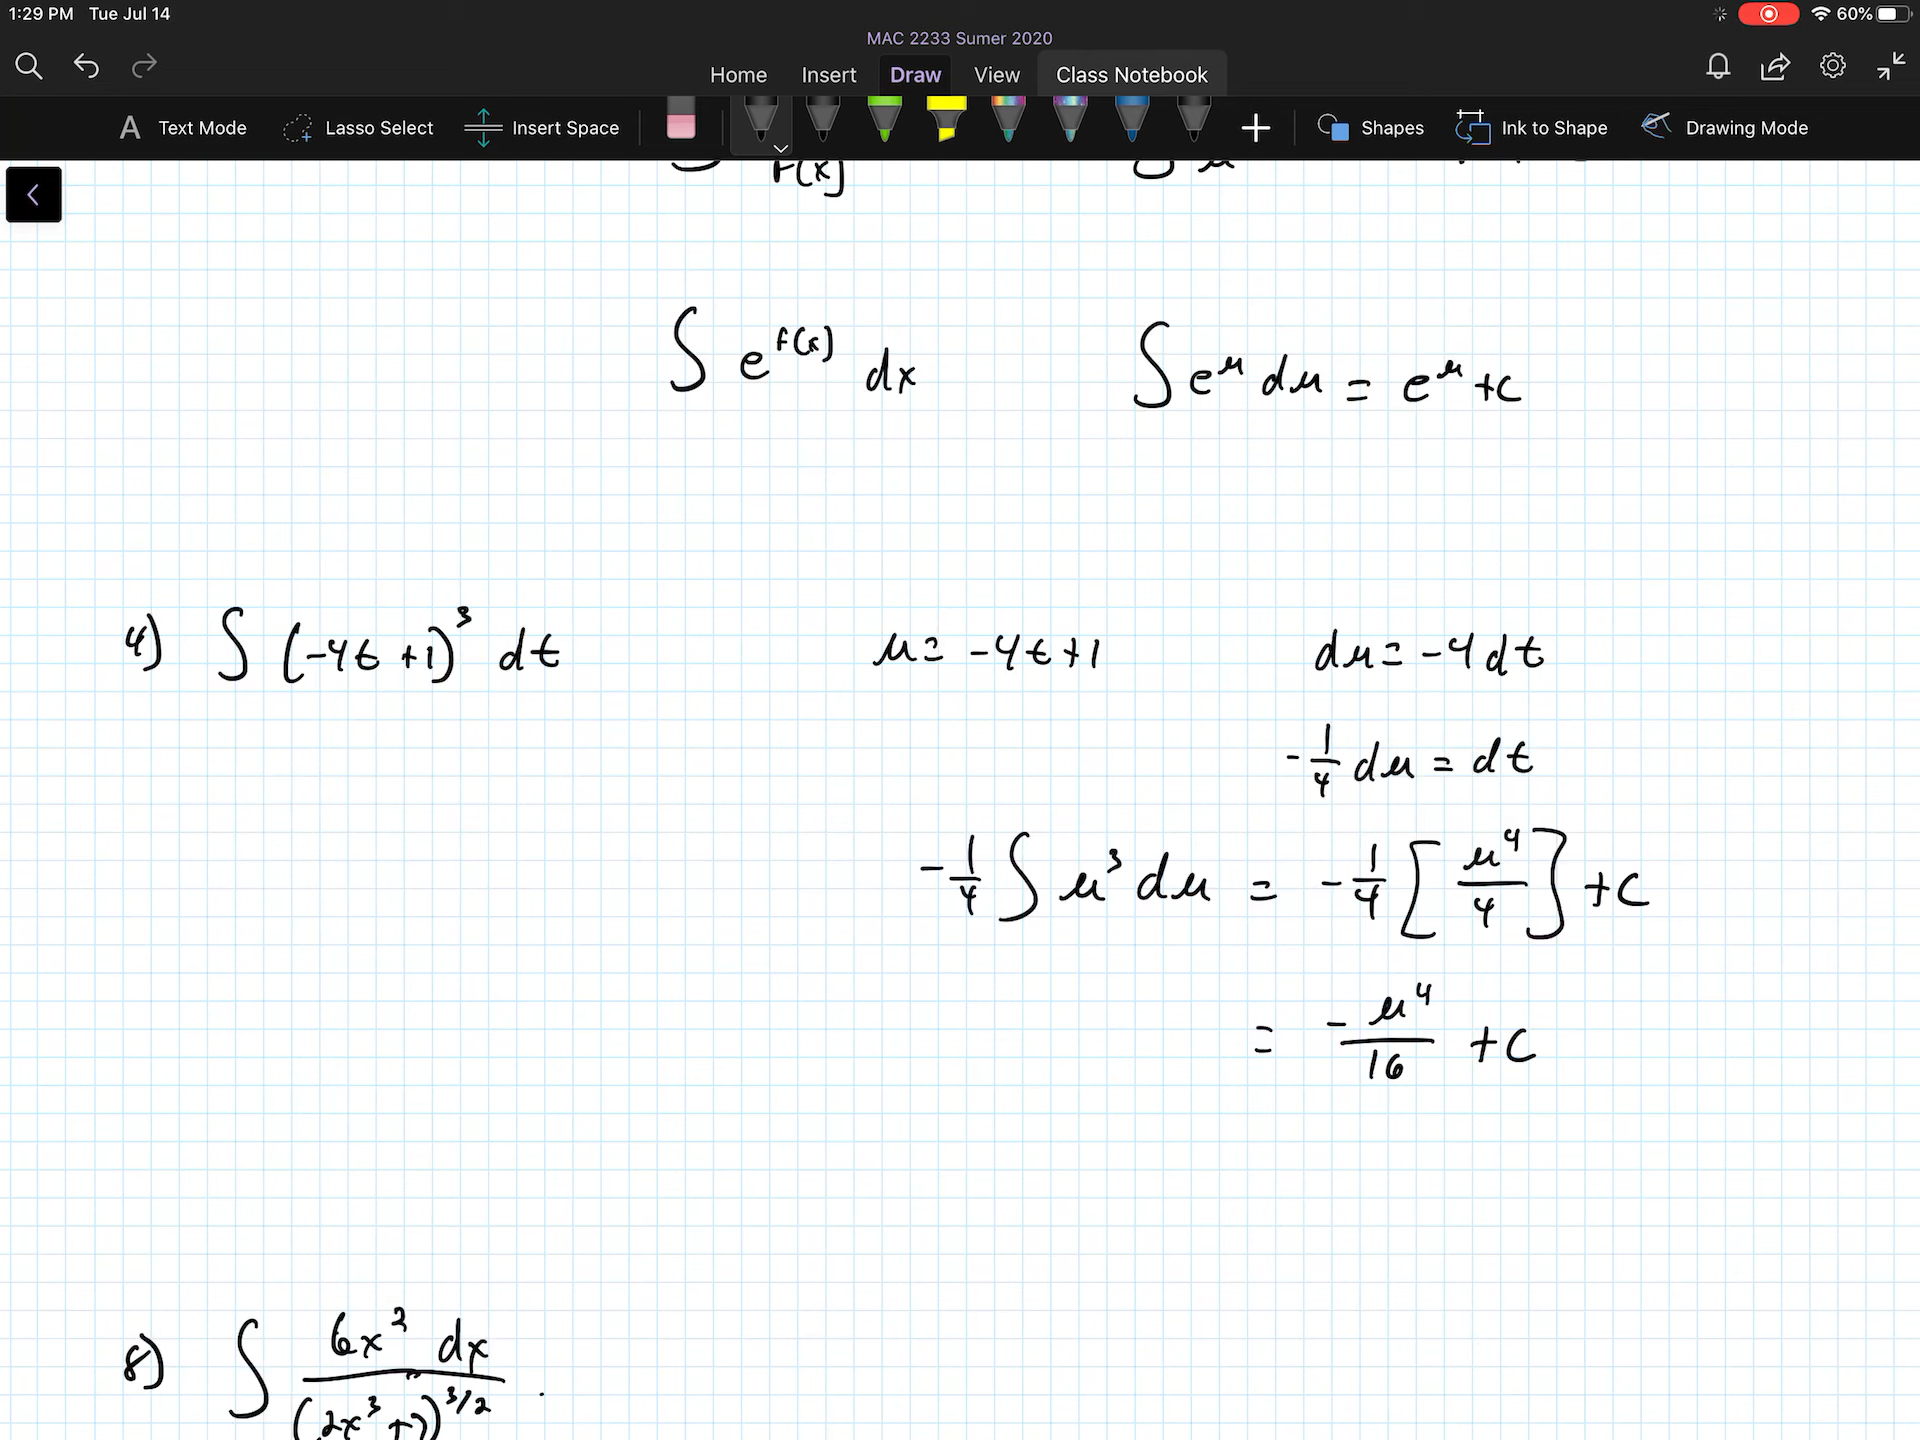 1:29 PM Tue Jul 14 60%
MAC 2233 Sumer 2020
Home Insert Draw View Class Notebook
A Text Mode Lasso Select Insert Space Shapes Ink to Shape Drawing Mode
f(x) u
∫ e^f(x) dx ∫ e^u du = e^u + c
4) ∫ (-4t + 1)^3 dt u = -4t + 1 du = -4 dt
-1/4 du = dt
-1/4 ∫ u^3 du = -1/4 [u^4/4] + C
= -u^4/16 + C
8) ∫ 6x^2 dx
(2x^3 + )^3/2